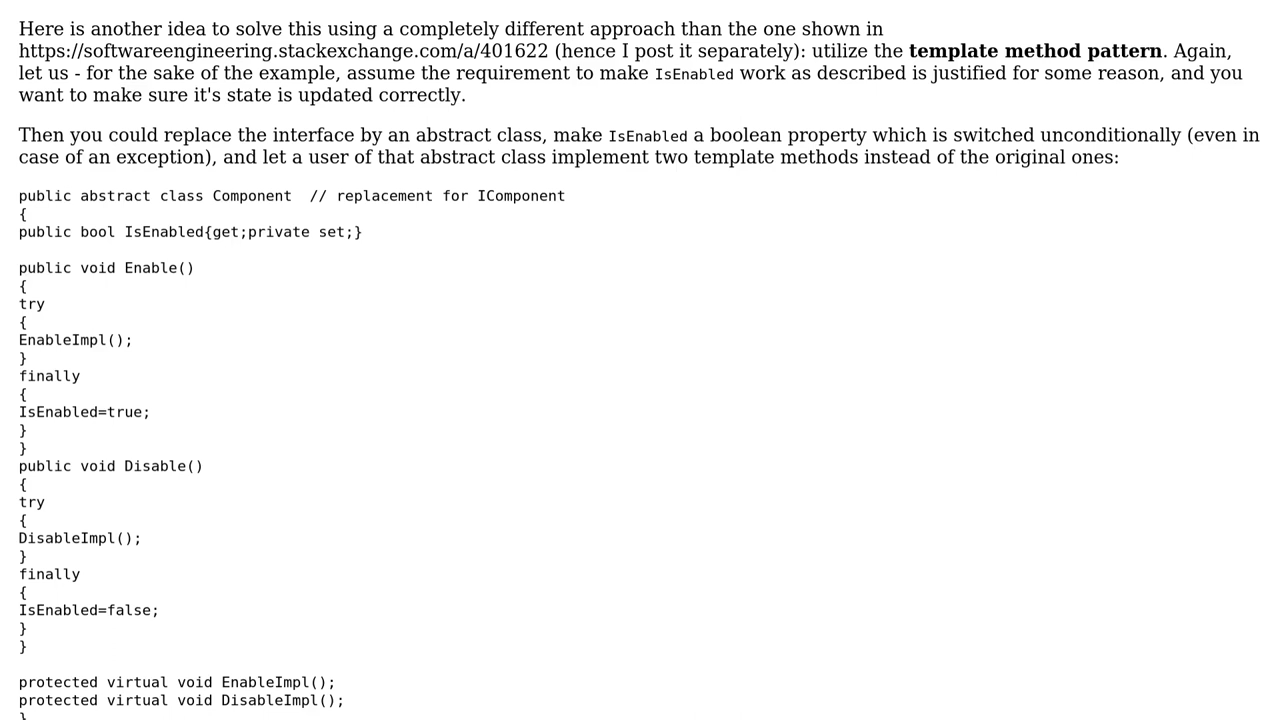 Here is another idea to solve this using a completely different approach than the one shown in
https://softwareengineering.stackexchange.com/a/401622 (hence I post it separately): utilize the template method pattern. Again,
let us - for the sake of the example, assume the requirement to make IsEnabled work as described is justified for some reason, and you
want to make sure it's state is updated correctly.
Then you could replace the interface by an abstract class, make IsEnabled a boolean property which is switched unconditionally (even in
case of an exception), and let a user of that abstract class implement two template methods instead of the original ones:
public abstract class Component  // replacement for IComponent
{
public bool IsEnabled{get;private set;}
public void Enable()
{
try
{
EnableImpl();
}
finally
{
IsEnabled=true;
}
}
public void Disable()
{
try
{
DisableImpl();
}
finally
{
IsEnabled=false;
}
}
protected virtual void EnableImpl();
protected virtual void DisableImpl();
}